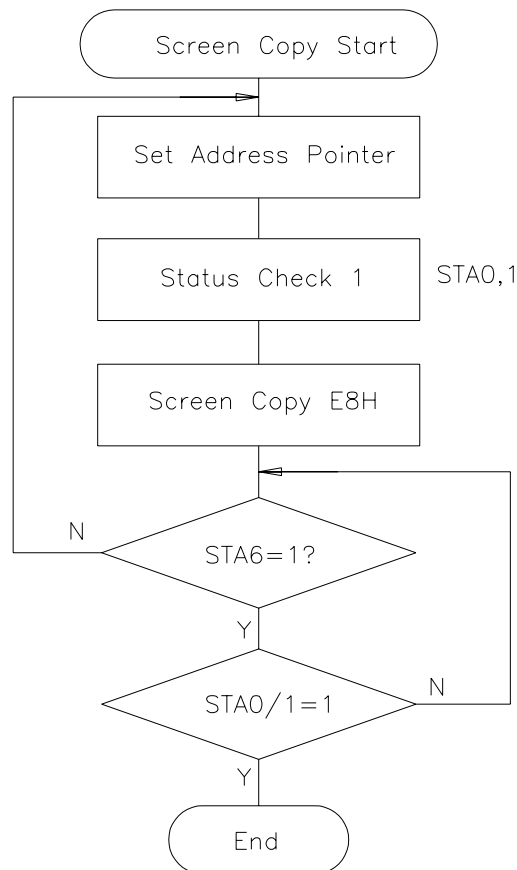 Screen Copy Start
Set Address Pointer
Status Check 1
STA0,1
Screen Copy E8H
N
STA6=1?
Y
STA0/1=1
N
Y
End